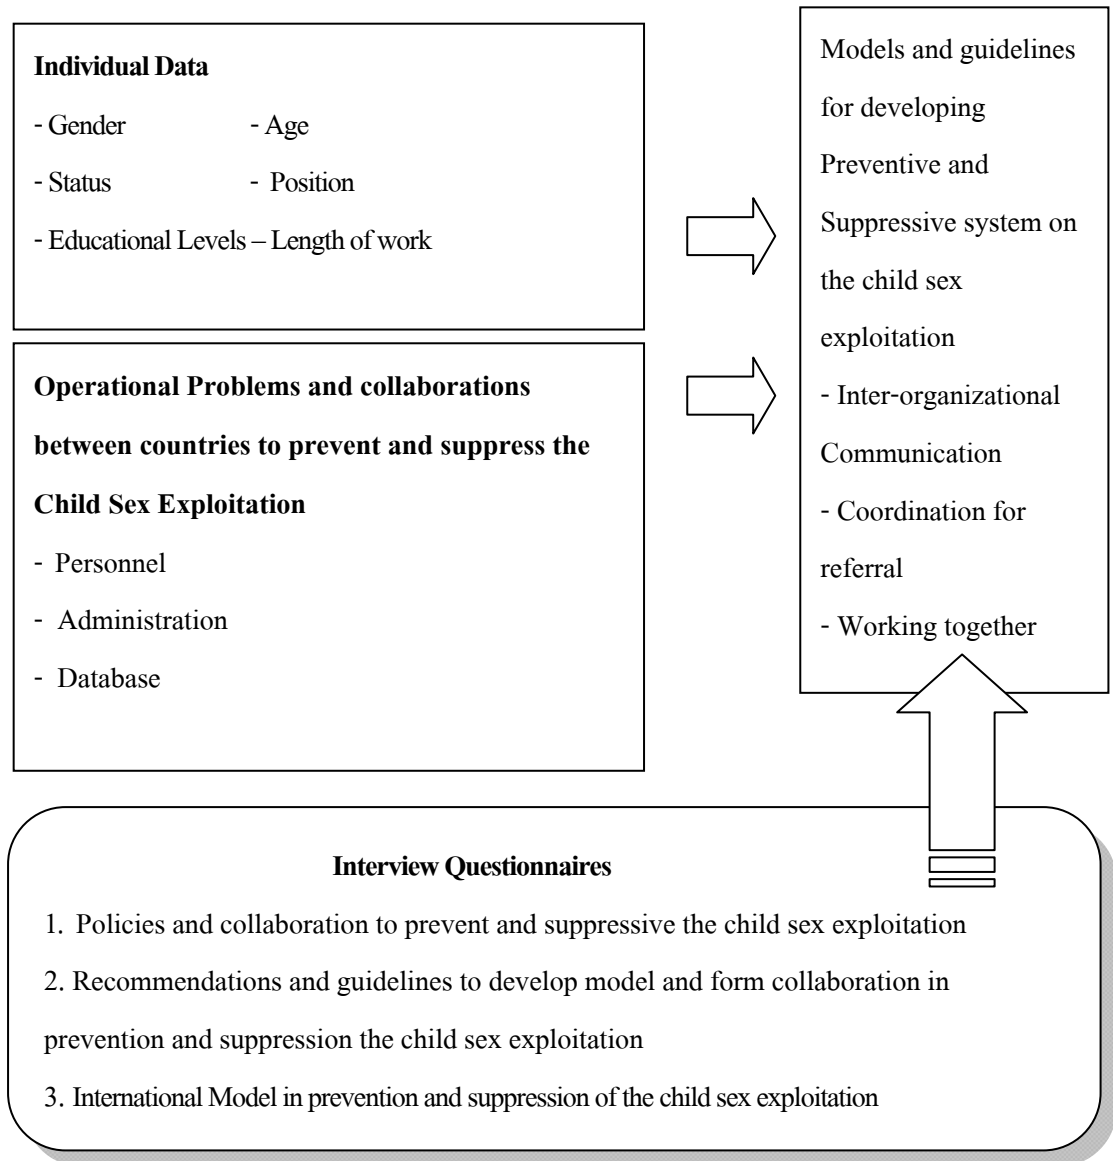 Individual Data
- Gender - Age
- Status - Position
- Educational Levels – Length of work
Operational Problems and collaborations
between countries to prevent and suppress the
Child Sex Exploitation
- Personnel
- Administration
- Database
Models and guidelines
for developing
Preventive and
Suppressive system on
the child sex
exploitation
- Inter-organizational
Communication
- Coordination for
referral
- Working together
Interview Questionnaires
1. Policies and collaboration to prevent and suppressive the child sex exploitation
2. Recommendations and guidelines to develop model and form collaboration in
prevention and suppression the child sex exploitation
3. International Model in prevention and suppression of the child sex exploitation